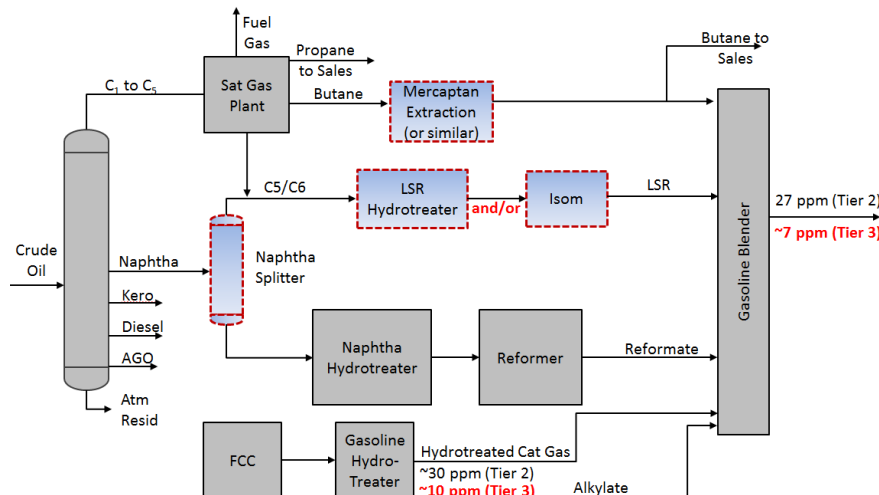 Fuel
Gas
Butane to
Sales
Propane
to Sales
C1 to C5
Sat Gas
Plant
Butane
Mercaptan
Extraction
(or similar)
C5/C6
LSR
Hydrotreater
and/or
Isom
LSR
27 ppm (Tier 2)
~7 ppm (Tier 3)
Gasoline Blender
Crude
Oil
Naphtha
Naphtha
Splitter
Kero
Diesel
AGO
Atm
Resid
Naphtha
Hydrotreater
Reformer
Reformate
FCC
Gasoline
Hydro-
Treater
Hydrotreated Cat Gas
~30 ppm (Tier 2)
~10 ppm (Tier 3)
Alkylate